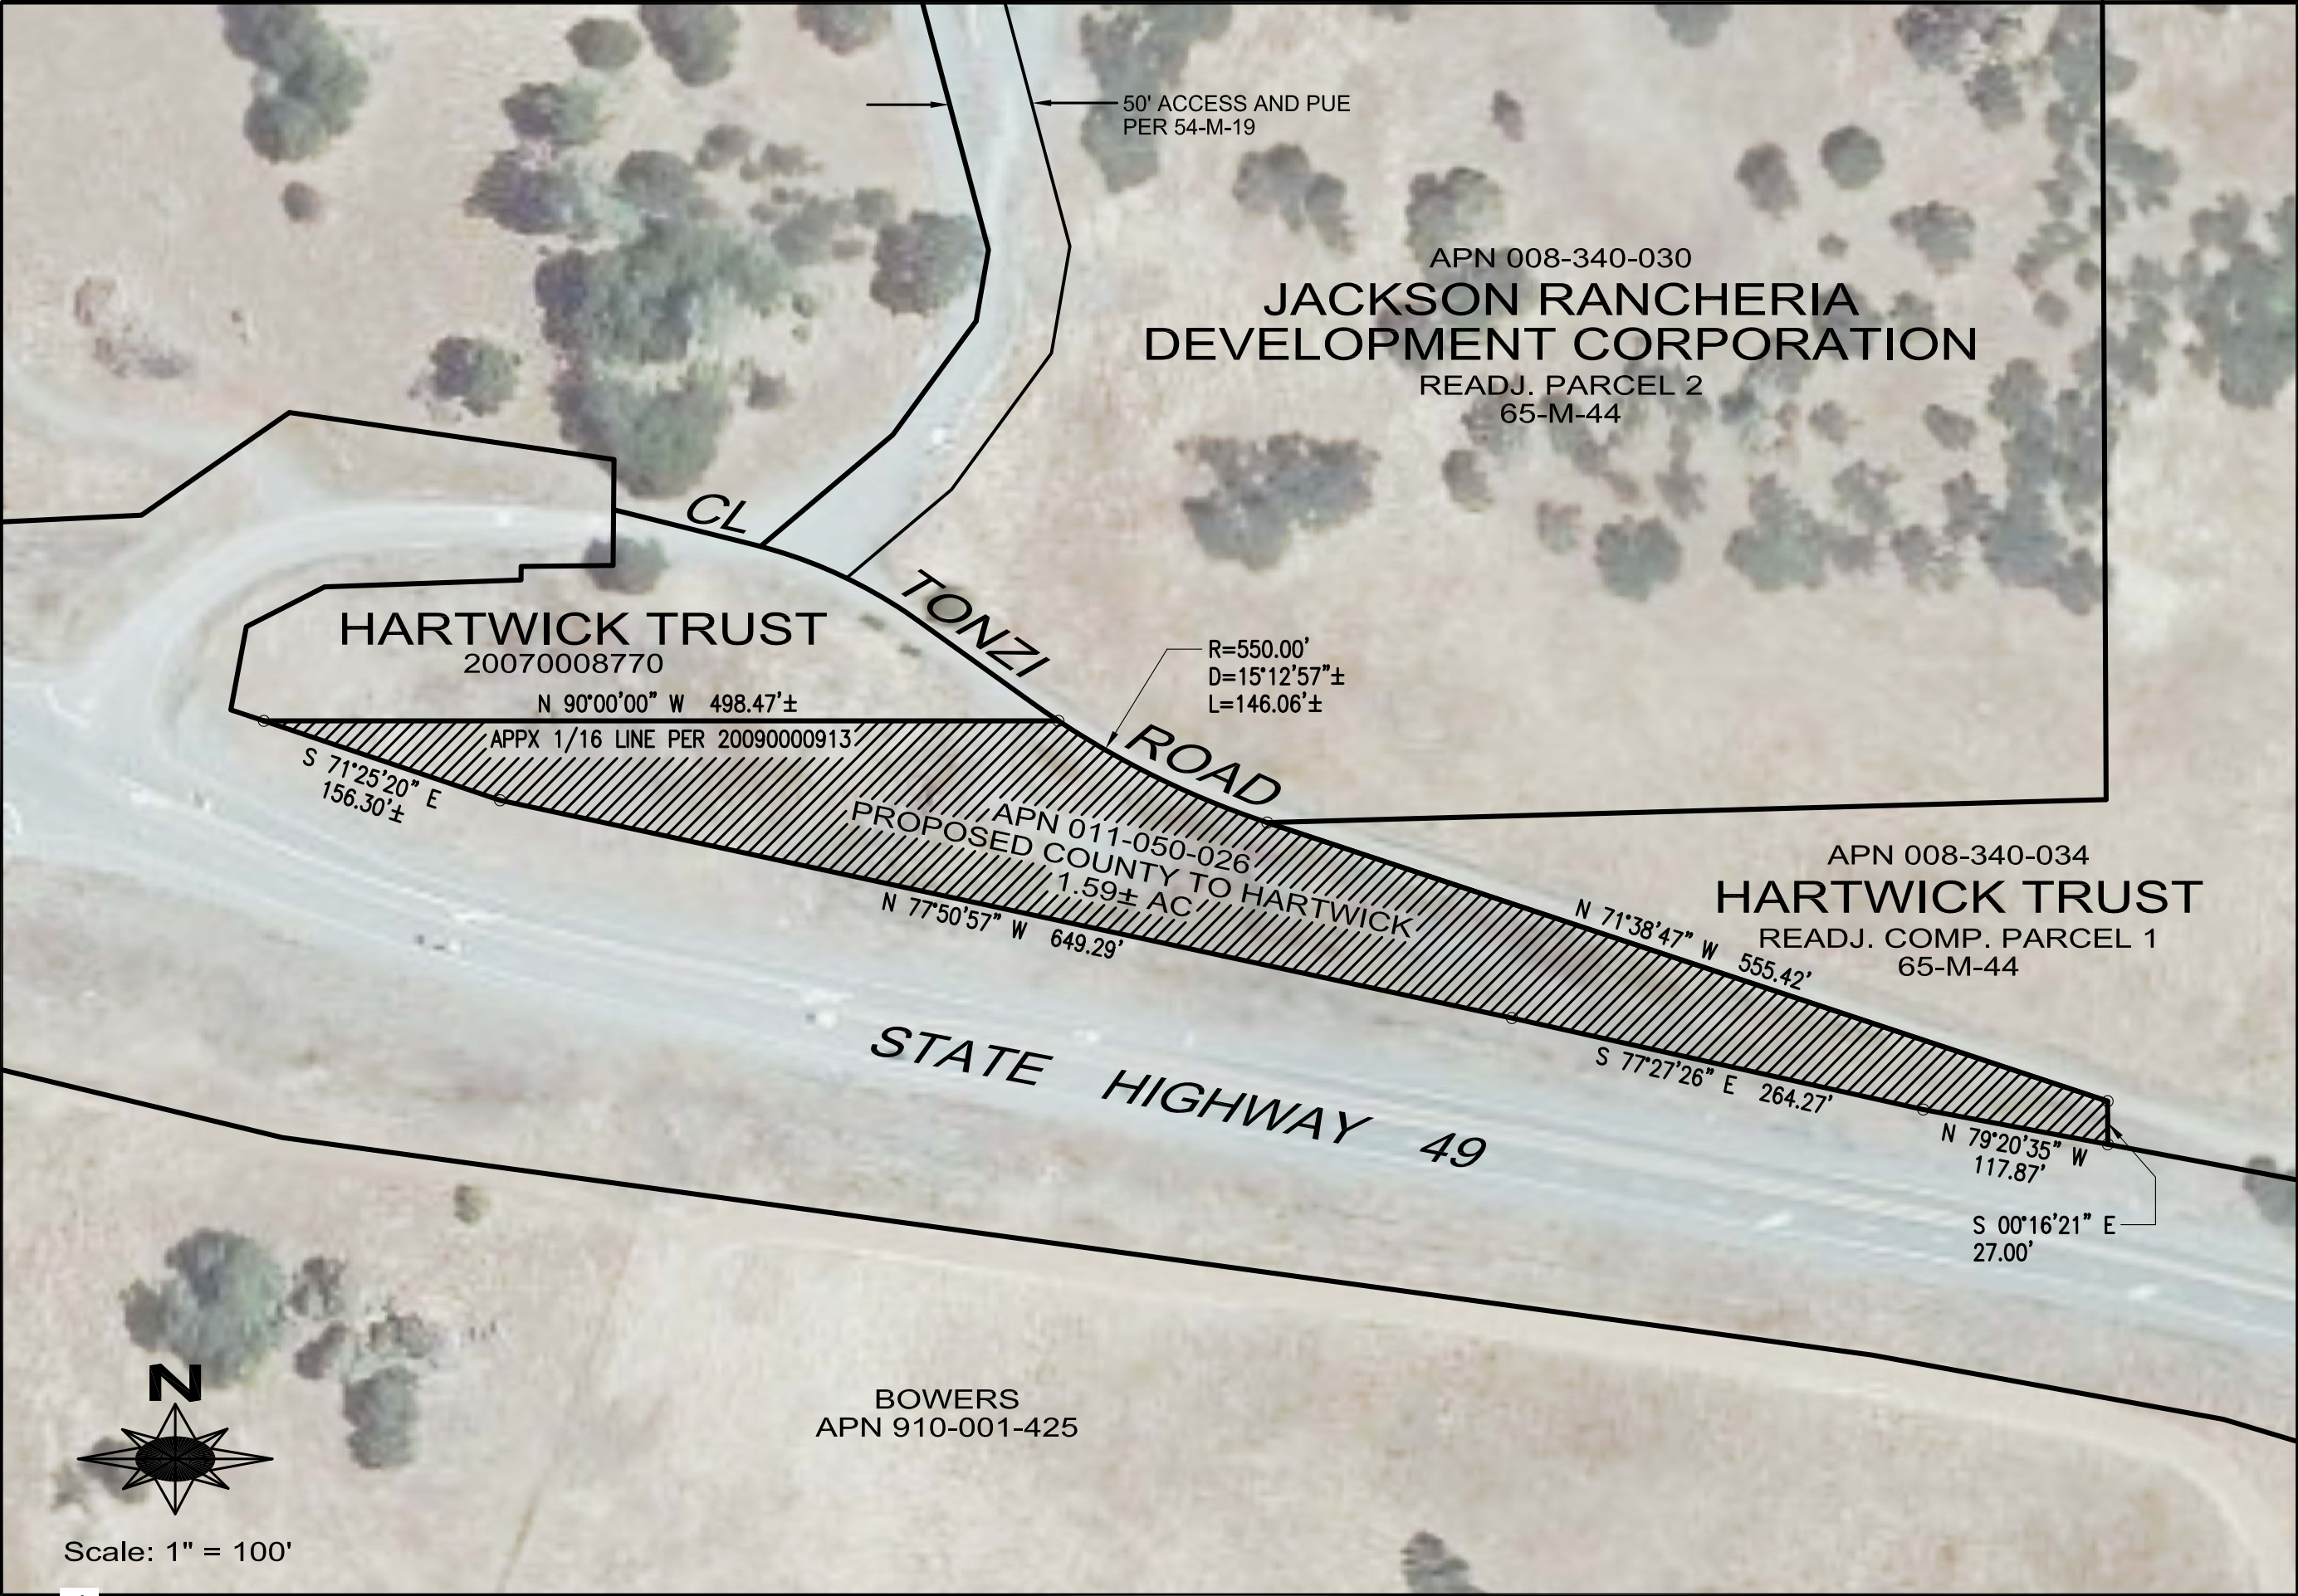 50' ACCESS AND PUE
PER 54-M-19
APN 008-340-030
JACKSON RANCHERIA
DEVELOPMENT CORPORATION
READJ. PARCEL 2
65-M-44
CL
TONZI
ROAD
HARTWICK TRUST
20070008770
N 90°00'00" W 498.47'±
APPX 1/16 LINE PER 20090000913
R=550.00'
D=15°12'57"±
L=146.06'±
S 71°25'20" E
156.30'±
APN 011-050-026
PROPOSED COUNTY TO HARTWICK
1.59± AC
N 77°50'57" W 649.29'
APN 008-340-034
HARTWICK TRUST
READJ. COMP. PARCEL 1
65-M-44
N 71°38'47" W 555.42'
S 77°27'26" E 264.27'
N 79°20'35" W
117.87'
S 00°16'21" E
27.00'
STATE HIGHWAY 49
BOWERS
APN 910-001-425
N
Scale: 1" = 100'